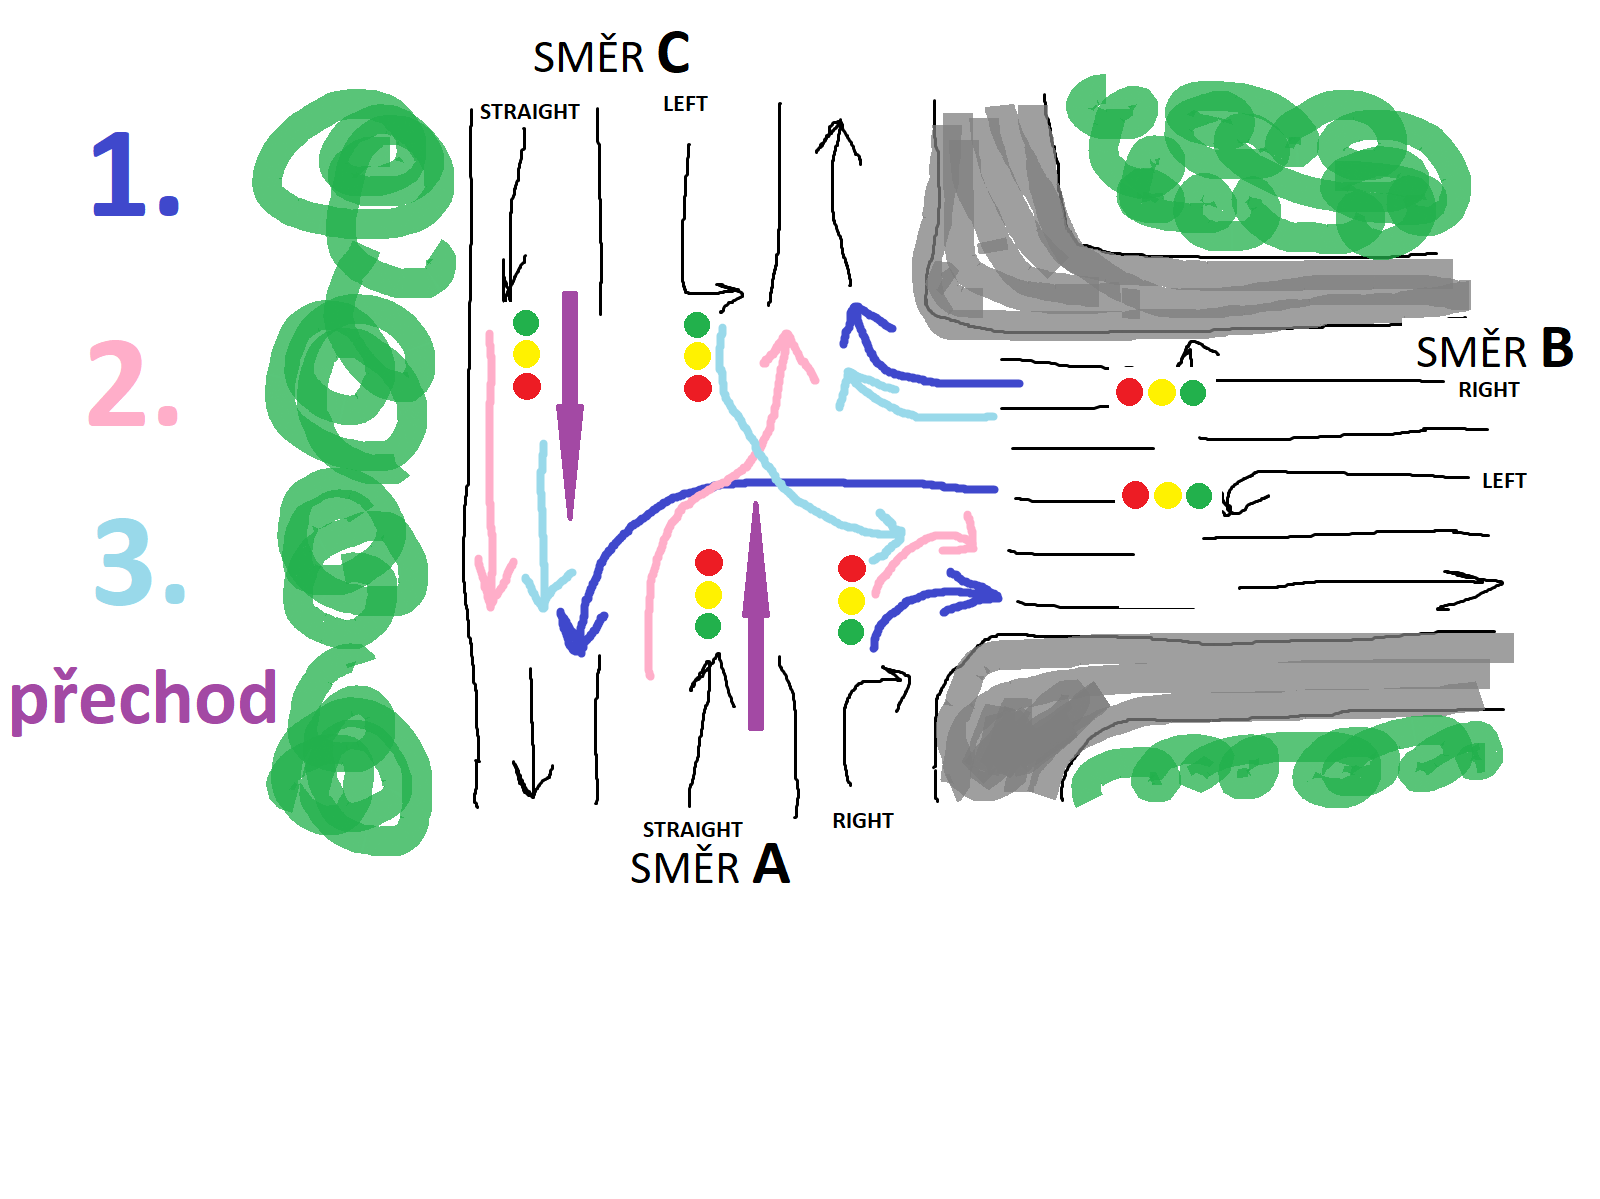 SMĚR C
STRAIGHT
LEFT
1.
SMĚR B
RIGHT
2.
LEFT
3.
přechod
STRAIGHT
RIGHT
SMĚR A